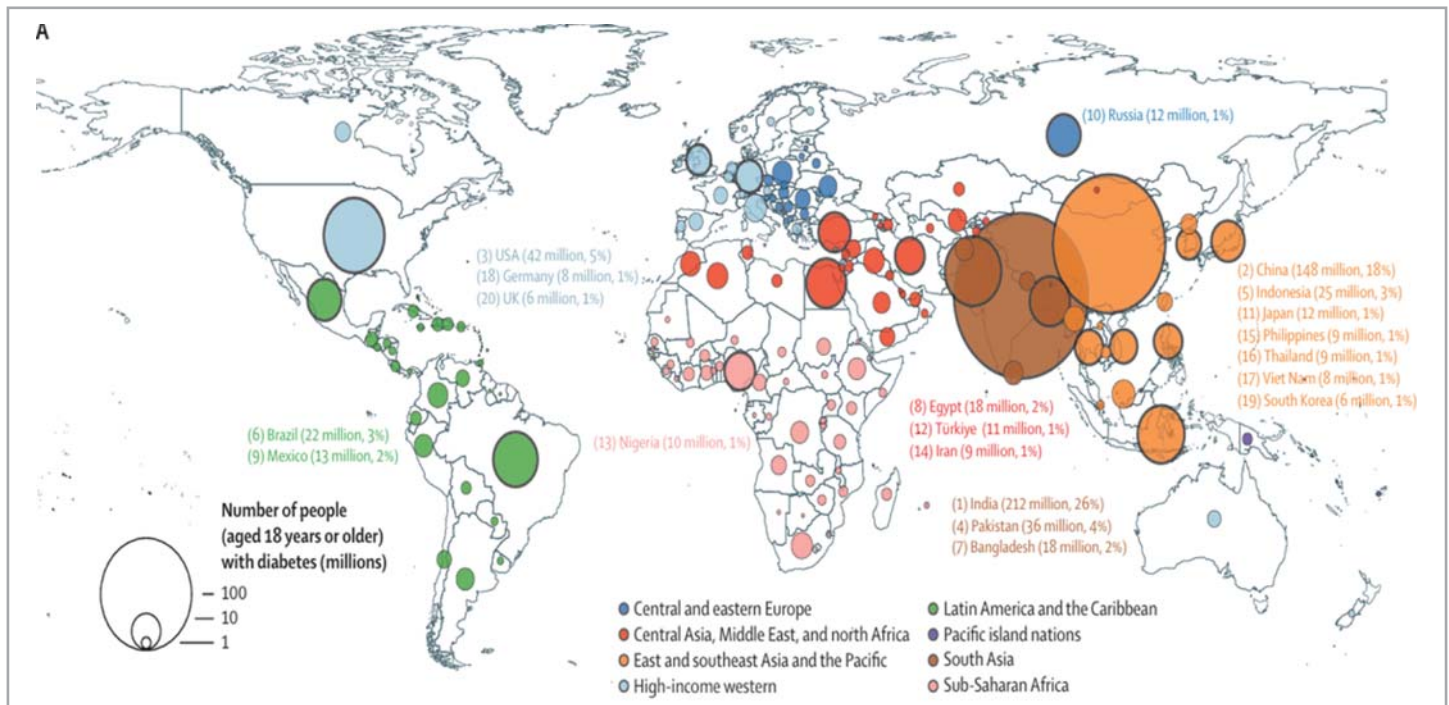 A
(10) Russia (12 million, 1%)
(3) USA (42 million, 5%)
(18) Germany (8 million, 1%)
(20) UK (6 million, 1%)
(2) China (148 million, 18%)
(5) Indonesia (25 million, 3%)
(11) Japan (12 million, 1%)
(15) Philippines (9 million, 1%)
(16) Thailand (9 million, 1%)
(17) Viet Nam (8 million, 1%)
(19) South Korea (6 million, 1%)
(6) Brazil (22 million, 3%)
(9) Mexico (13 million, 2%)
(13) Nigeria (10 million, 1%)
(8) Egypt (18 million, 2%)
(12) Türkiye (11 million, 1%)
(14) Iran (9 million, 1%)
(1) India (212 million, 26%)
(4) Pakistan (36 million, 4%)
(7) Bangladesh (18 million, 2%)
Number of people
(aged 18 years or older)
with diabetes (millions)
100
10
1
Central and eastern Europe
Central Asia, Middle East, and north Africa
East and southeast Asia and the Pacific
High-income western
Latin America and the Caribbean
Pacific island nations
South Asia
Sub-Saharan Africa